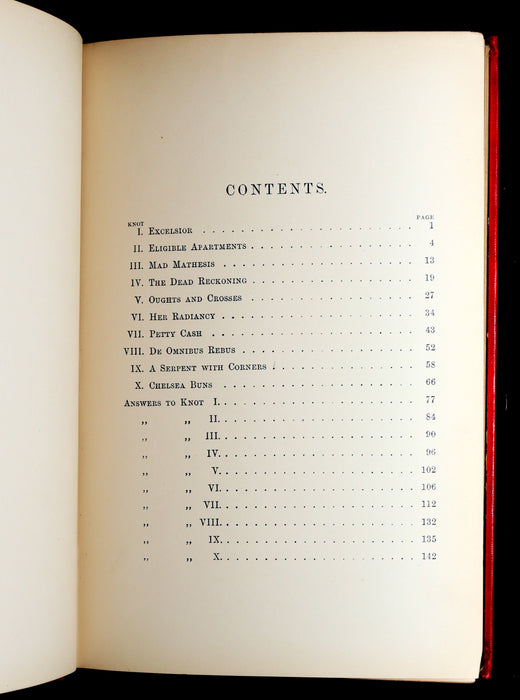 CONTENTS.
KNOT PAGE
I. EXCELSIOR . . . . . . . . . . . . . . 1
II. ELIGIBLE APARTMENTS . . . . . . . . . . . 4
III. MAD MATHESIS . . . . . . . . . . . . . 13
IV. THE DEAD RECKONING . . . . . . . . . . . 19
V. OUGHTS AND CROSSES . . . . . . . . . . . 27
VI. HER RADIANCY . . . . . . . . . . . . . 34
VII. PETTY CASH . . . . . . . . . . . . . . 43
VIII. DE OMNIBUS REBUS . . . . . . . . . . . . 52
IX. A SERPENT WITH CORNERS . . . . . . . . . . 58
X. CHELSEA BUNS . . . . . . . . . . . . . 66
ANSWERS TO KNOT I. . . . . . . . . . . . . . 77
„ „ II. . . . . . . . . . . . . . 84
„ „ III. . . . . . . . . . . . . . 90
„ „ IV. . . . . . . . . . . . . . 96
„ „ V. . . . . . . . . . . . . . 102
„ „ VI. . . . . . . . . . . . . . 106
„ „ VII. . . . . . . . . . . . . . 112
„ „ VIII. . . . . . . . . . . . . . 132
„ „ IX. . . . . . . . . . . . . . 135
„ „ X. . . . . . . . . . . . . . 142